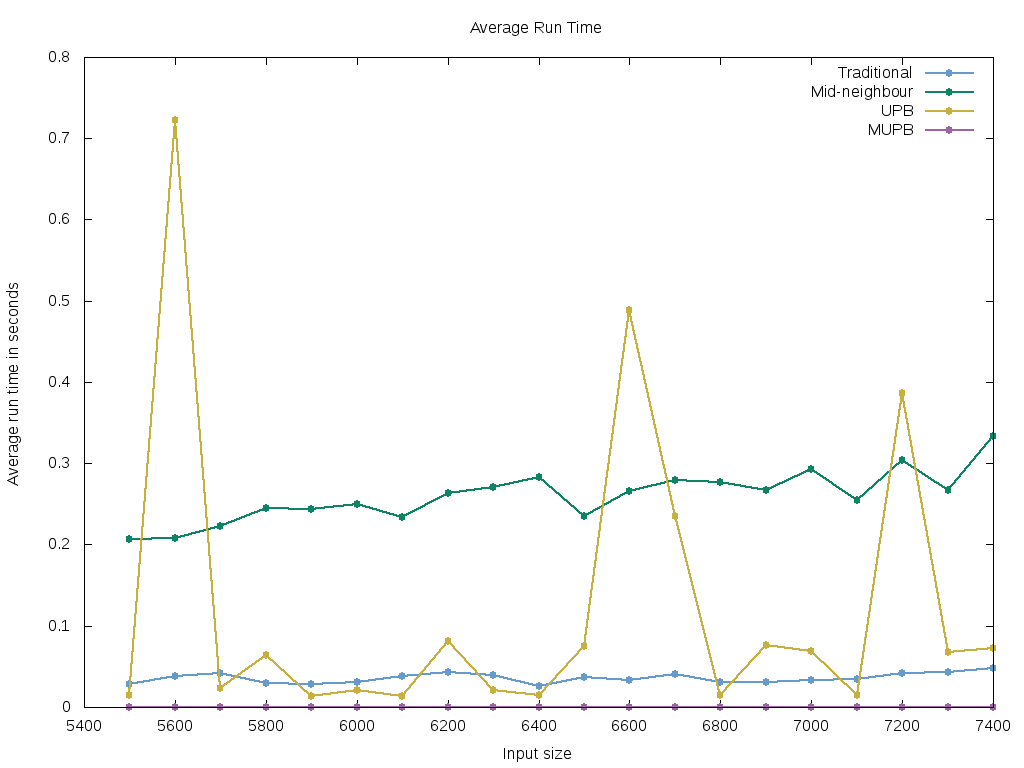 Average Run Time
Traditional
Mid-neighbour
UPB
MUPB
0.8
0.7
0.6
0.5
0.4
0.3
0.2
0.1
0
Average run time in seconds
5400 5600 5800 6000 6200 6400 6600 6800 7000 7200 7400
Input size